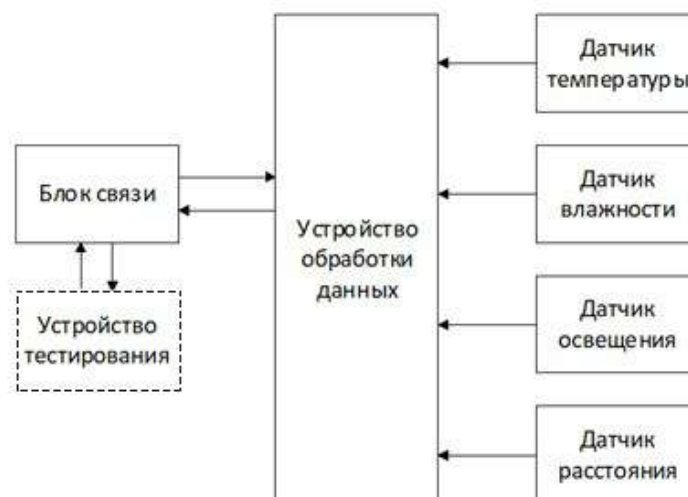 Блок связи
Устройство
тестирования
Устройство
обработки
данных
Датчик
температуры
Датчик
влажности
Датчик
освещения
Датчик
расстояния